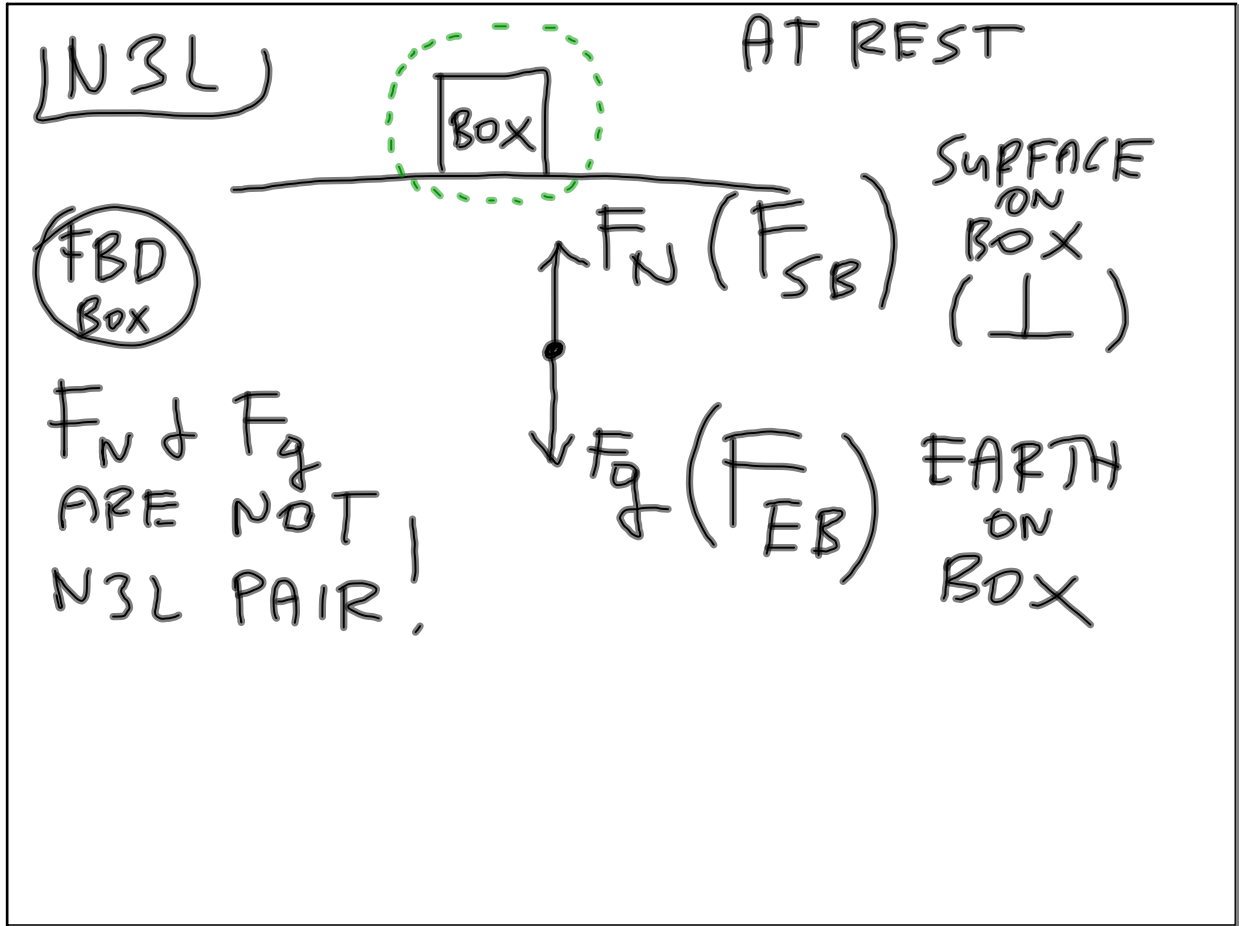 N3L
AT REST
BOX
FBD
BOX
F_N (F_SB)
SURFACE
ON
BOX
(⊥)
F_N & F_g
ARE NOT
N3L PAIR!
F_g (F_EB)
EARTH
ON
BOX